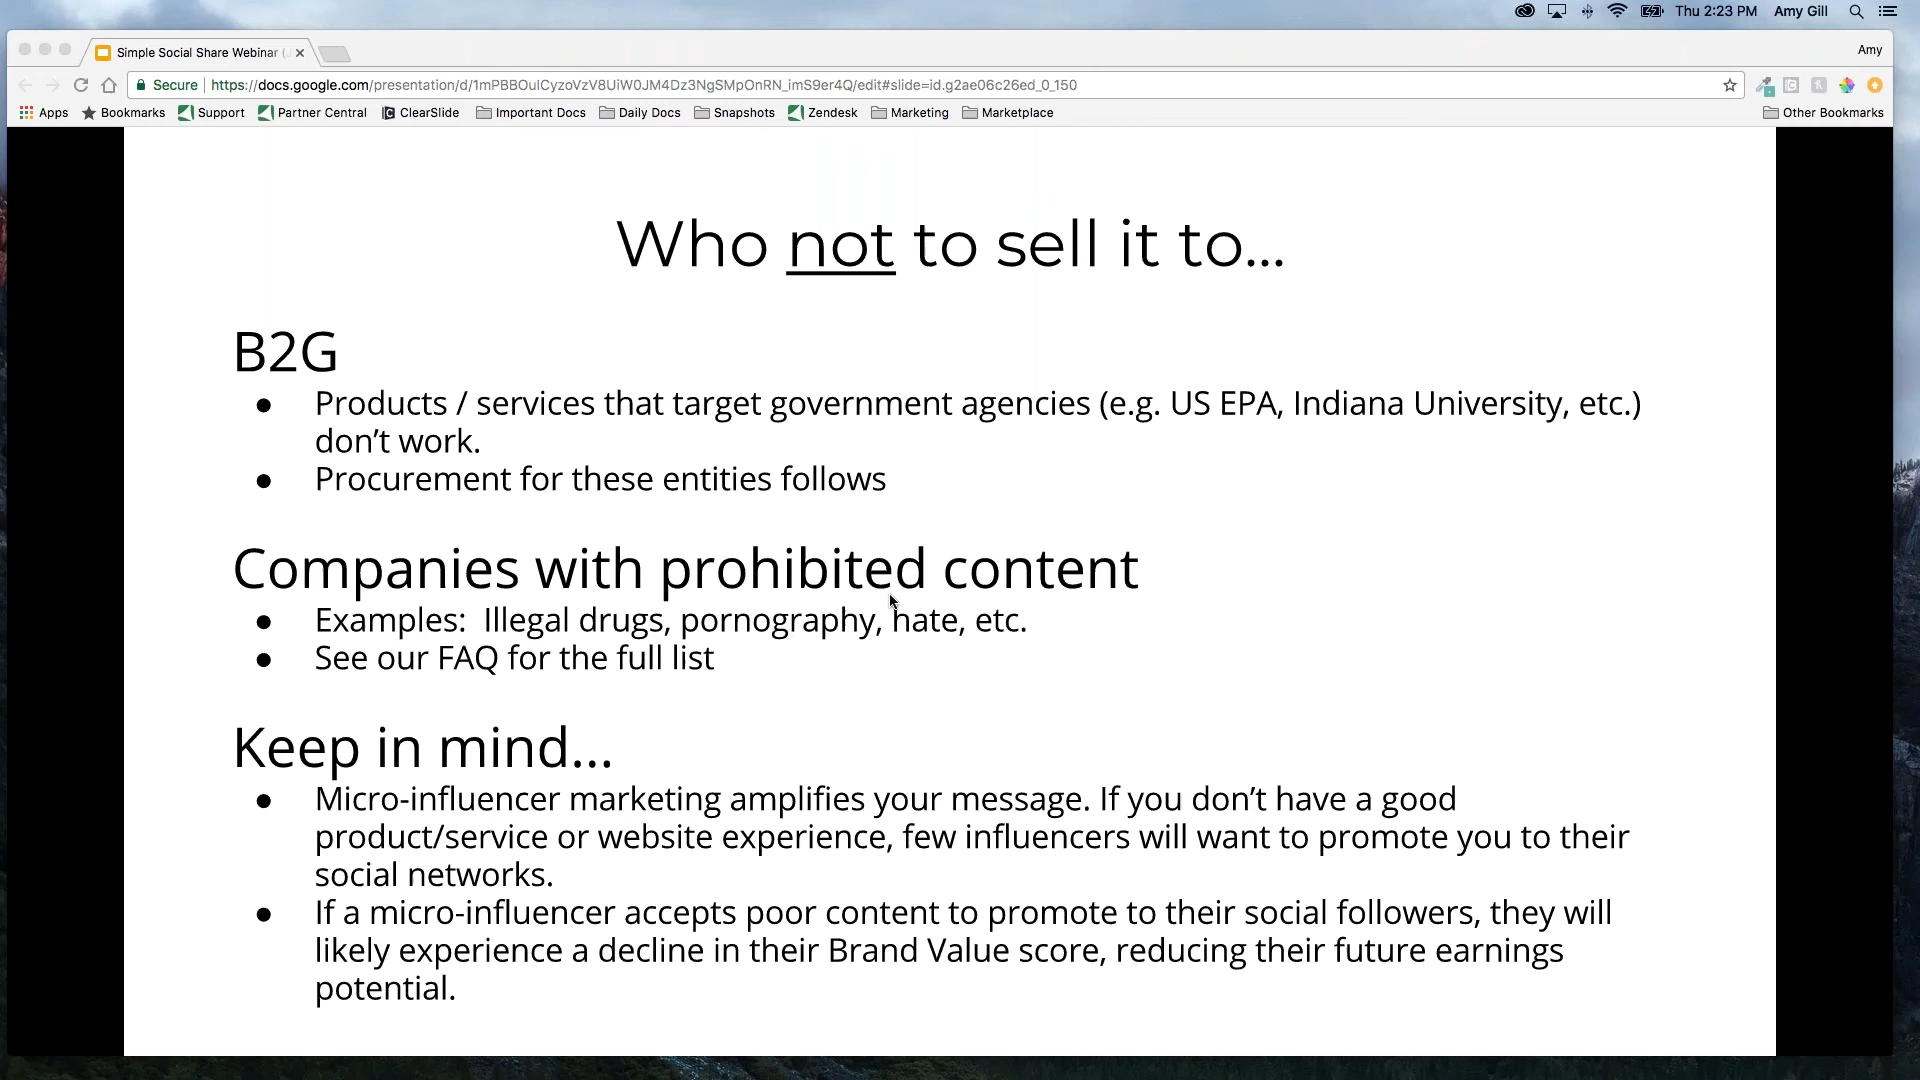 Thu 2:23 PM Amy Gill
Simple Social Share Webinar (
Amy
Secure https://docs.google.com/presentation/d/1mPBBOulCyzoVzV8UiW0JM4Dz3NgSMpOnRN_imS9er4Q/edit#slide=id.g2ae06c26ed_0_150
Apps Bookmarks Support Partner Central ClearSlide Important Docs Daily Docs Snapshots Zendesk Marketing Marketplace Other Bookmarks
Who not to sell it to...
B2G
● Products / services that target government agencies (e.g. US EPA, Indiana University, etc.)
don’t work.
● Procurement for these entities follows
Companies with prohibited content
● Examples: Illegal drugs, pornography, hate, etc.
● See our FAQ for the full list
Keep in mind...
● Micro-influencer marketing amplifies your message. If you don’t have a good
product/service or website experience, few influencers will want to promote you to their
social networks.
● If a micro-influencer accepts poor content to promote to their social followers, they will
likely experience a decline in their Brand Value score, reducing their future earnings
potential.